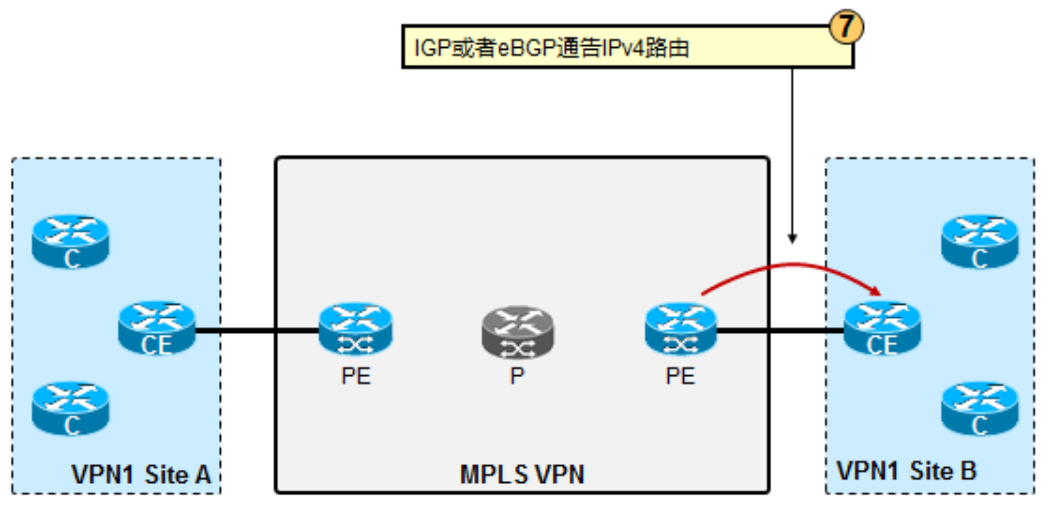 7
IGP或者eBGP通告IPv4路由
C
C
CE
PE
P
PE
CE
C
C
VPN1 Site A
MPLS VPN
VPN1 Site B